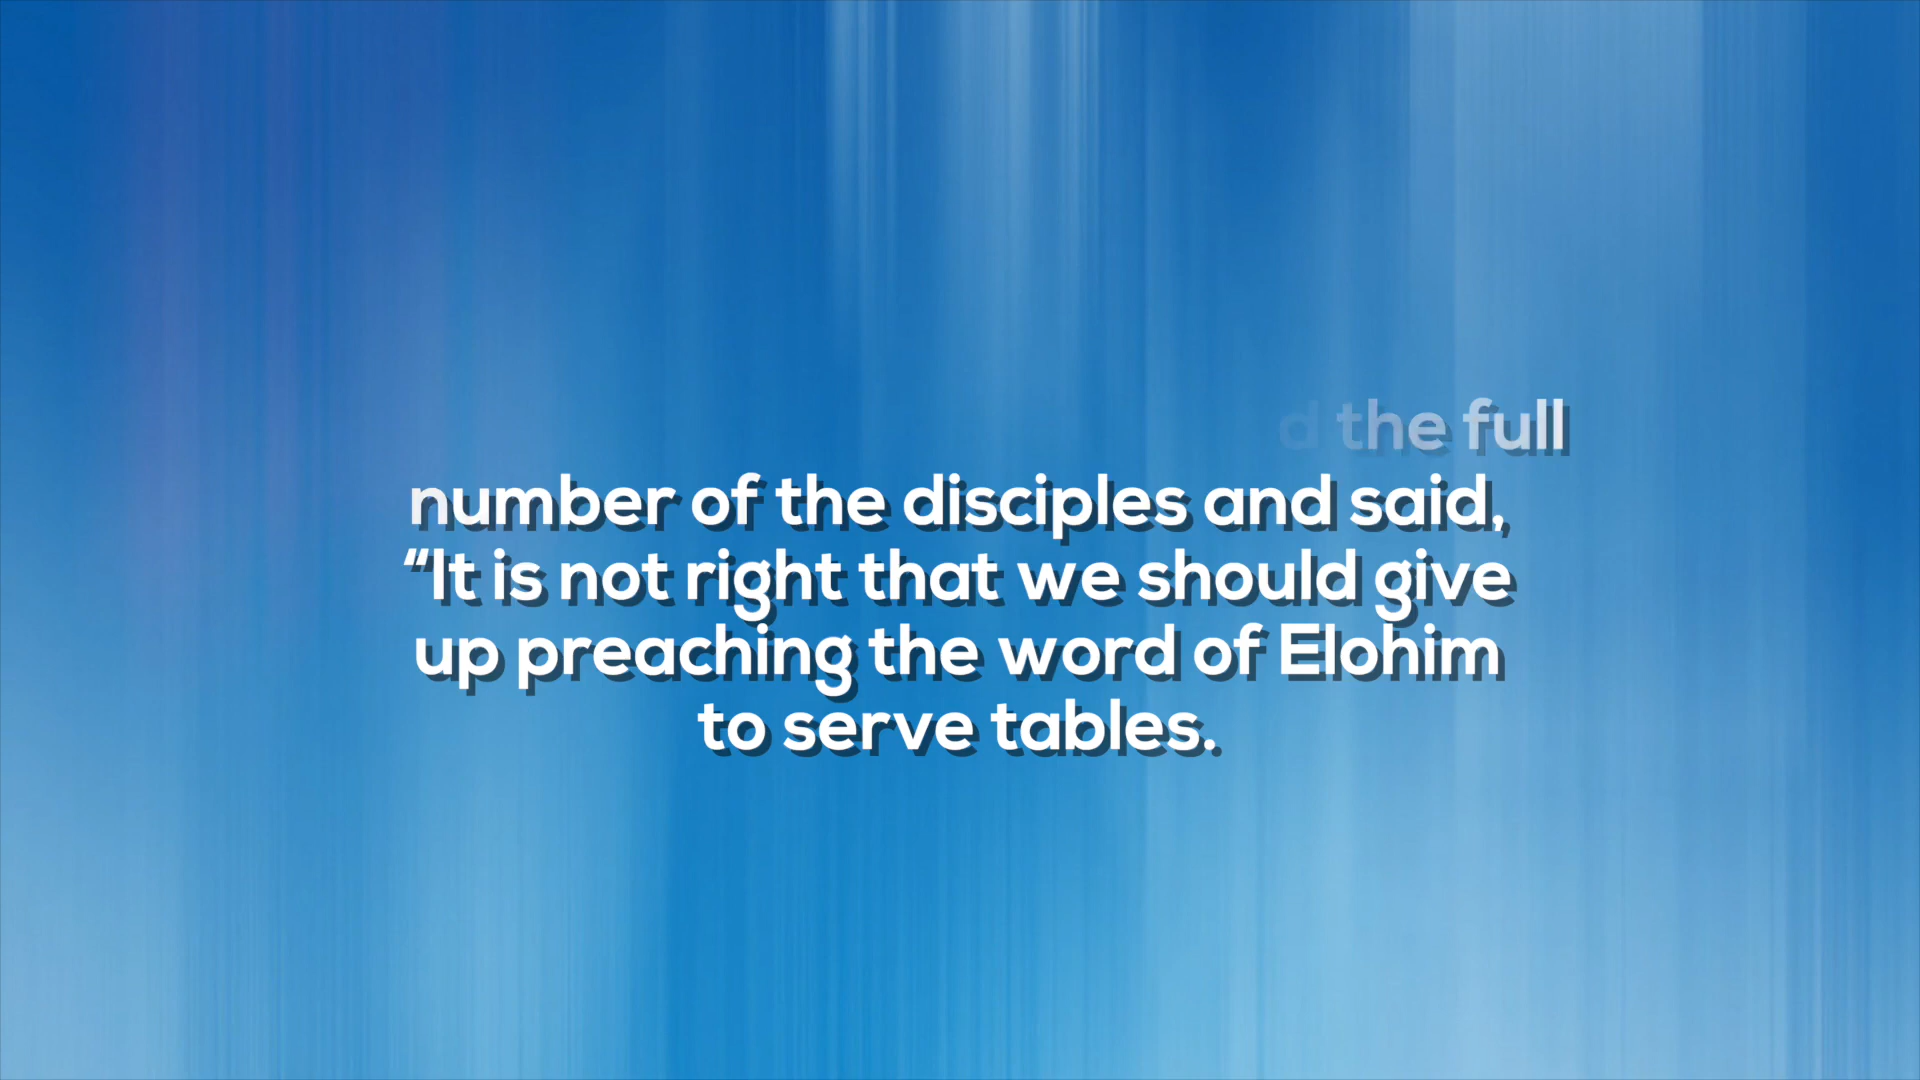 the full
number of the disciples and said,
“It is not right that we should give
up preaching the word of Elohim
to serve tables.